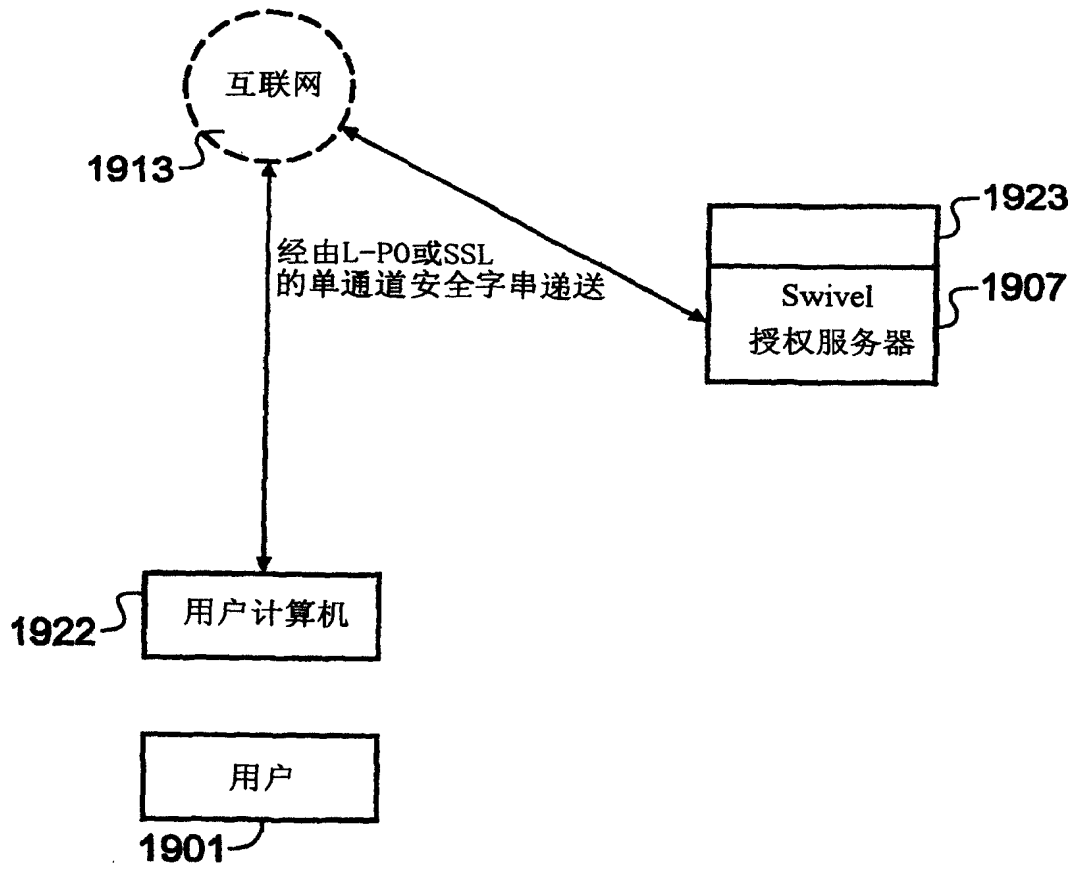 互联网
1913
1923
经由L-PO或SSL
的单通道安全字串递送
Swivel
授权服务器
1907
用户计算机
1922
用户
1901